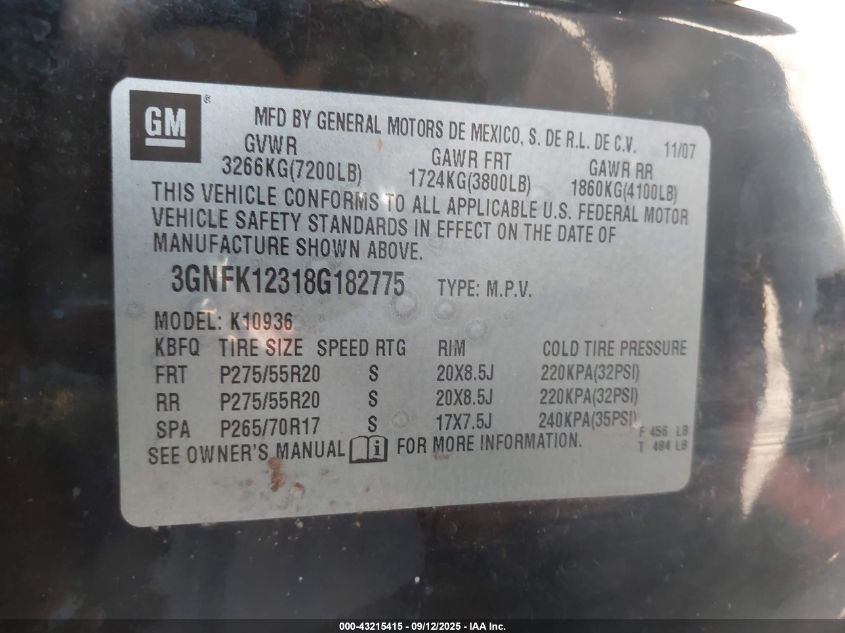 GM ®
MFD BY GENERAL MOTORS DE MEXICO, S. DE R.L. DE C.V. 11/07
GVWR GAWR FRT GAWR RR
3266KG(7200LB) 1724KG(3800LB) 1860KG(4100LB)
THIS VEHICLE CONFORMS TO ALL APPLICABLE U.S. FEDERAL MOTOR
VEHICLE SAFETY STANDARDS IN EFFECT ON THE DATE OF
MANUFACTURE SHOWN ABOVE.
3GNFK12318G182775 TYPE: M.P.V.
MODEL: K10936
KBFQ TIRE SIZE SPEED RTG RIM COLD TIRE PRESSURE
FRT P275/55R20 S 20X8.5J 220KPA(32PSI)
RR P275/55R20 S 20X8.5J 220KPA(32PSI)
SPA P265/70R17 S 17X7.5J 240KPA(35PSI)
F 456 LB
SEE OWNER'S MANUAL i FOR MORE INFORMATION.
T 484 LB
000-43215415 - 09/12/2025 - IAA Inc.